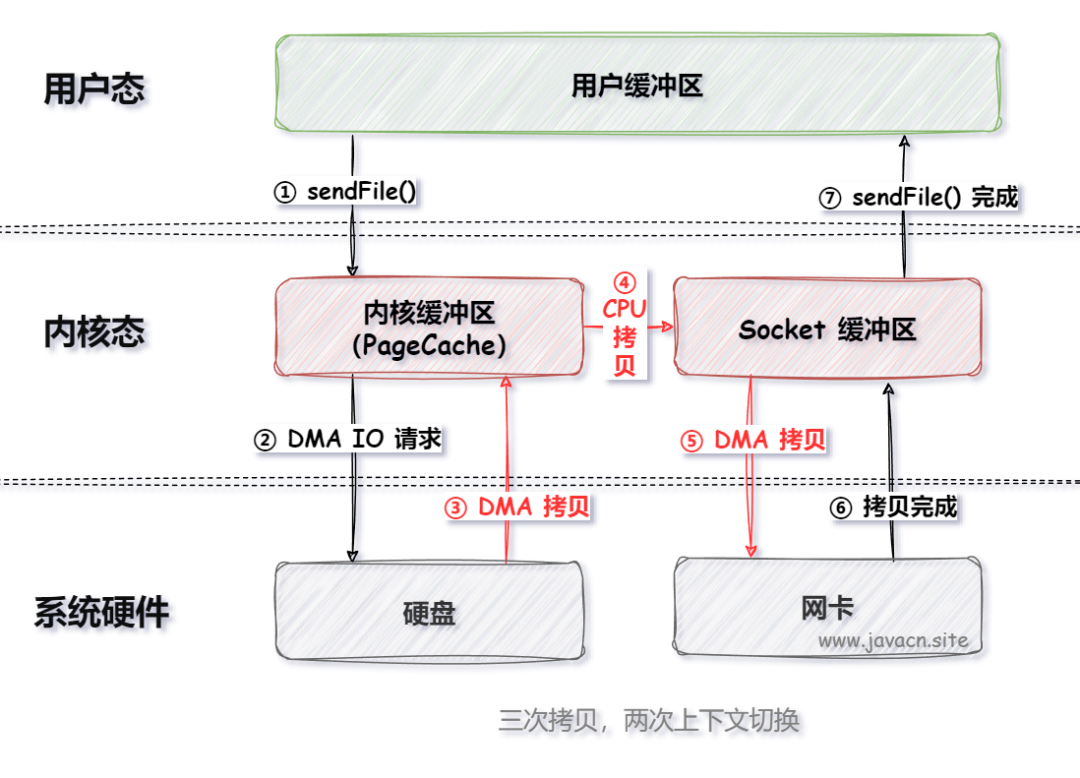 用户态
用户缓冲区
① sendFile()
⑦ sendFile() 完成
内核态
内核缓冲区
(PageCache)
④
CPU
拷
贝
Socket 缓冲区
② DMA IO 请求
⑤ DMA 拷贝
③ DMA 拷贝
⑥ 拷贝完成
系统硬件
硬盘
网卡
www.javacn.site
三次拷贝，两次上下文切换